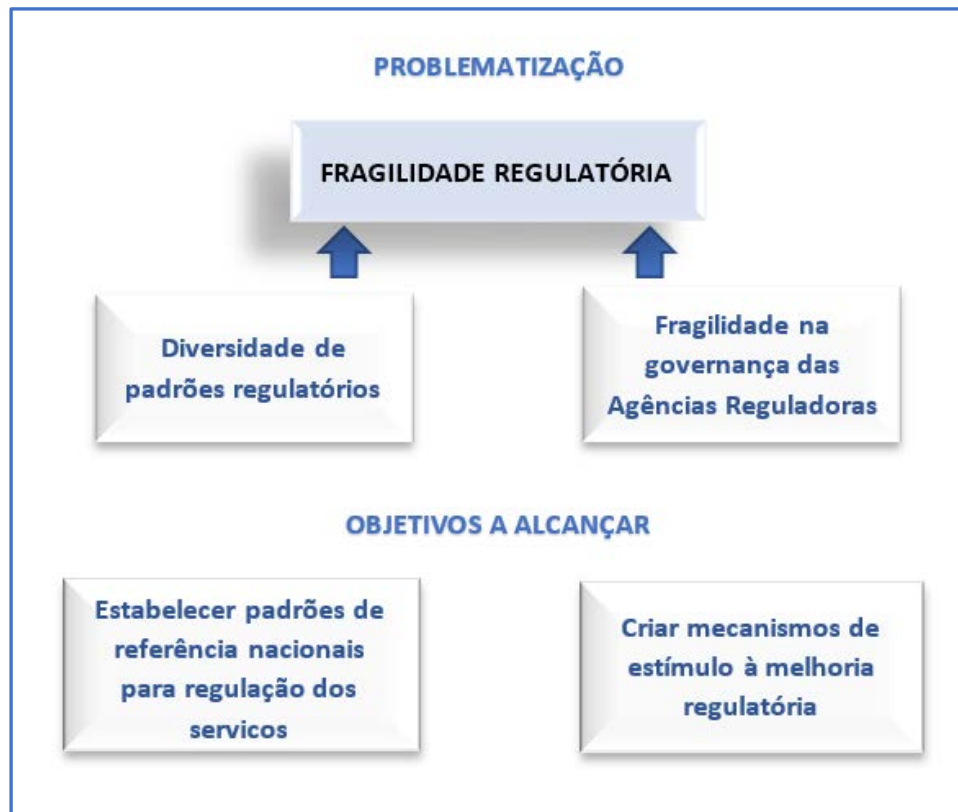 PROBLEMATIZAÇÃO
FRAGILIDADE REGULATÓRIA
Diversidade de
padrões regulatórios
Fragilidade na
governança das
Agências Reguladoras
OBJETIVOS A ALCANÇAR
Estabelecer padrões de
referência nacionais
para regulação dos
servicos
Criar mecanismos de
estímulo à melhoria
regulatória